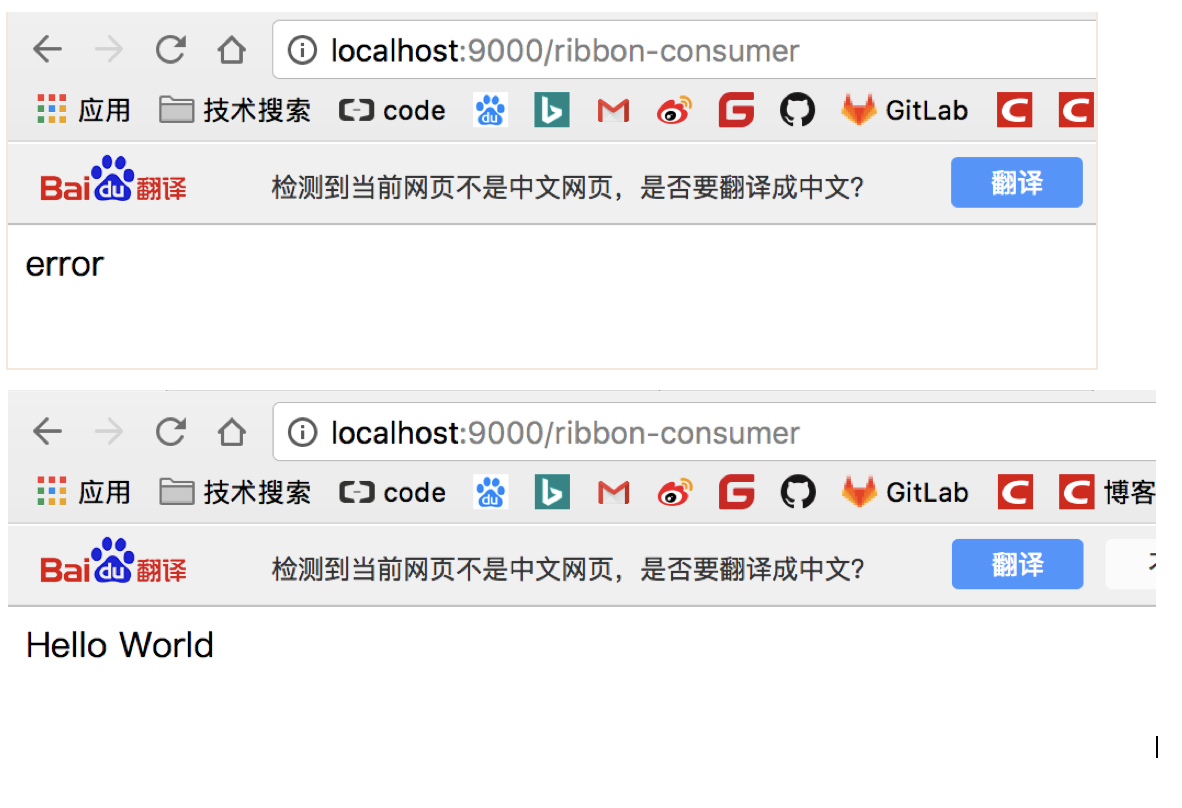 localhost:9000/ribbon-consumer
应用 技术搜索 code du GitLab
Baidu翻译 检测到当前网页不是中文网页，是否要翻译成中文？ 翻译
error
localhost:9000/ribbon-consumer
应用 技术搜索 code du GitLab 博客
Baidu翻译 检测到当前网页不是中文网页，是否要翻译成中文？ 翻译
Hello World